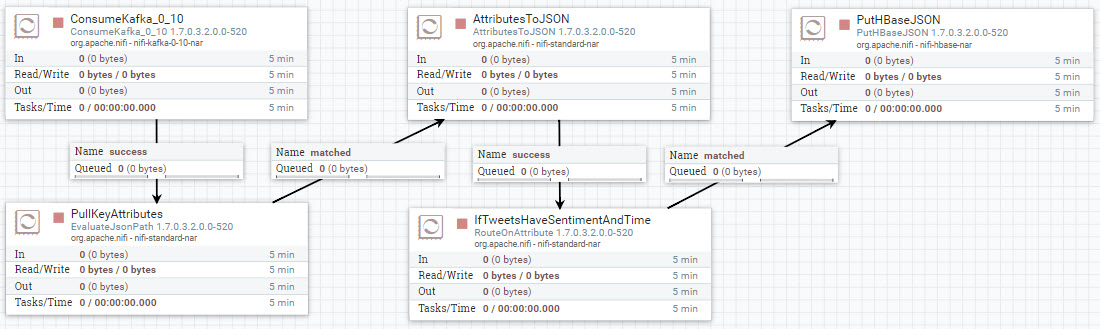 ConsumeKafka_0_10
ConsumeKafka_0_10 1.7.0.3.2.0.0-520
org.apache.nifi - nifi-kafka-0-10-nar
In 0 (0 bytes) 5 min
Read/Write 0 bytes / 0 bytes 5 min
Out 0 (0 bytes) 5 min
Tasks/Time 0 / 00:00:00.000 5 min
Name success
Queued 0 (0 bytes)
PullKeyAttributes
EvaluateJsonPath 1.7.0.3.2.0.0-520
org.apache.nifi - nifi-standard-nar
In 0 (0 bytes) 5 min
Read/Write 0 bytes / 0 bytes 5 min
Out 0 (0 bytes) 5 min
Tasks/Time 0 / 00:00:00.000 5 min
Name matched
Queued 0 (0 bytes)
AttributesToJSON
AttributesToJSON 1.7.0.3.2.0.0-520
org.apache.nifi - nifi-standard-nar
In 0 (0 bytes) 5 min
Read/Write 0 bytes / 0 bytes 5 min
Out 0 (0 bytes) 5 min
Tasks/Time 0 / 00:00:00.000 5 min
Name success
Queued 0 (0 bytes)
IfTweetsHaveSentimentAndTime
RouteOnAttribute 1.7.0.3.2.0.0-520
org.apache.nifi - nifi-standard-nar
In 0 (0 bytes) 5 min
Read/Write 0 bytes / 0 bytes 5 min
Out 0 (0 bytes) 5 min
Tasks/Time 0 / 00:00:00.000 5 min
Name matched
Queued 0 (0 bytes)
PutHBaseJSON
PutHBaseJSON 1.7.0.3.2.0.0-520
org.apache.nifi - nifi-hbase-nar
In 0 (0 bytes) 5 min
Read/Write 0 bytes / 0 bytes 5 min
Out 0 (0 bytes) 5 min
Tasks/Time 0 / 00:00:00.000 5 min